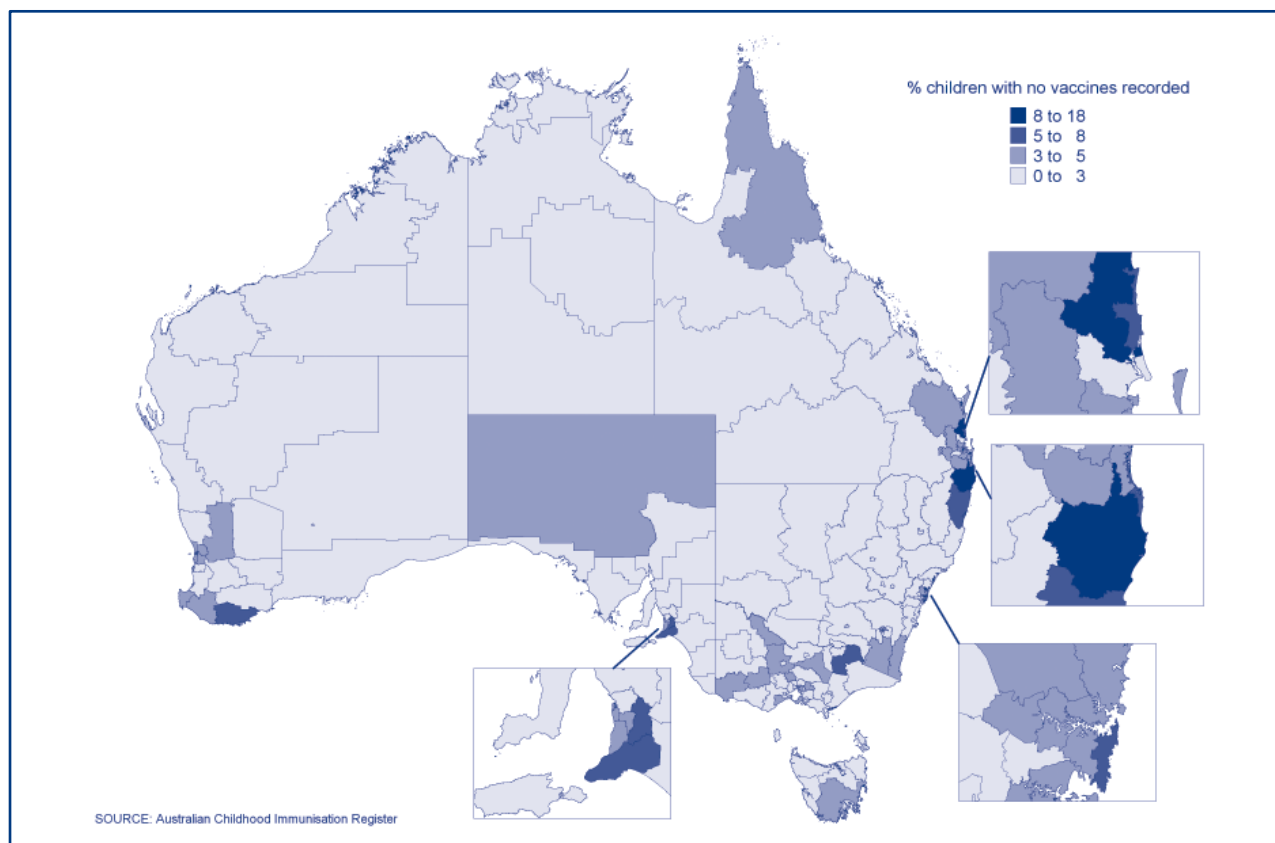 % children with no vaccines recorded
8 to 18
5 to 8
3 to 5
0 to 3
SOURCE: Australian Childhood Immunisation Register